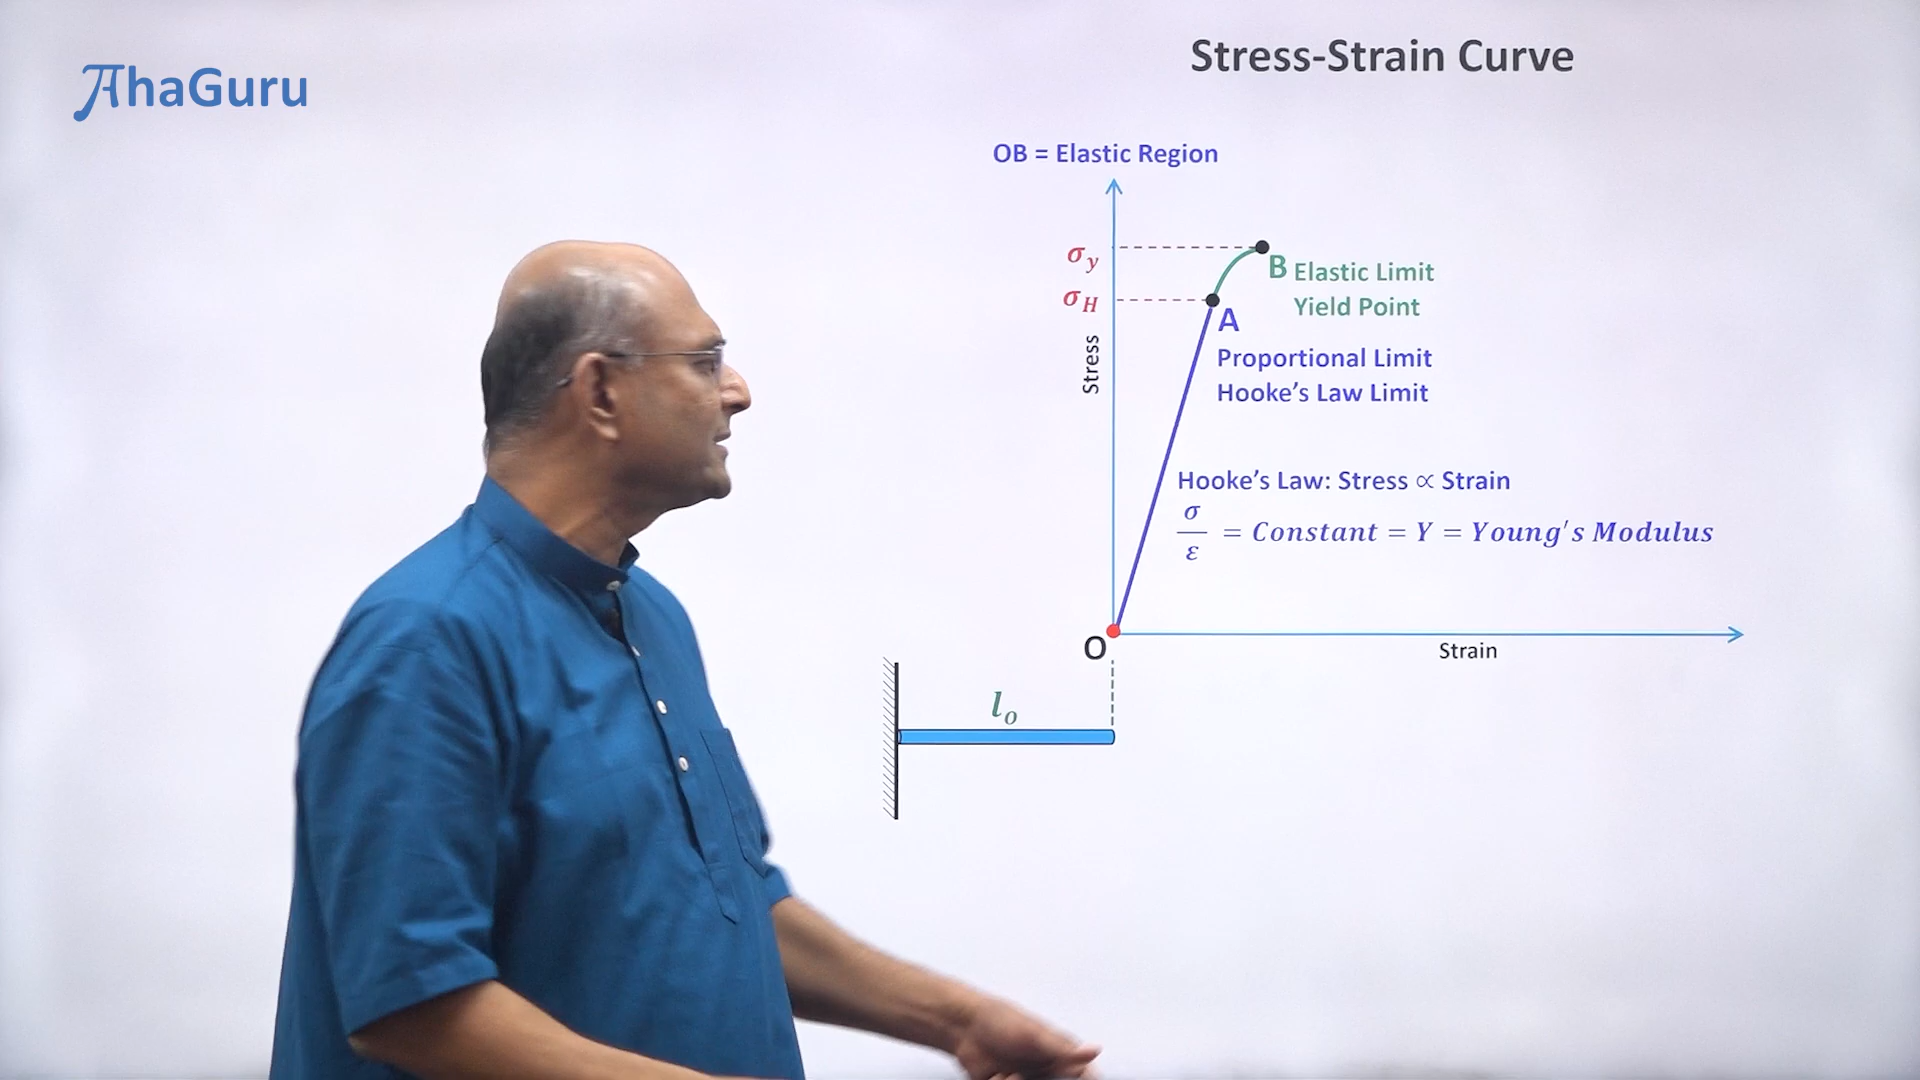 AhaGuru
Stress-Strain Curve
OB = Elastic Region
σy
σH
Stress
B
Elastic Limit
Yield Point
A
Proportional Limit
Hooke’s Law Limit
Hooke’s Law: Stress ∝ Strain
σ/ε = Constant = Y = Young's Modulus
O
Strain
lo